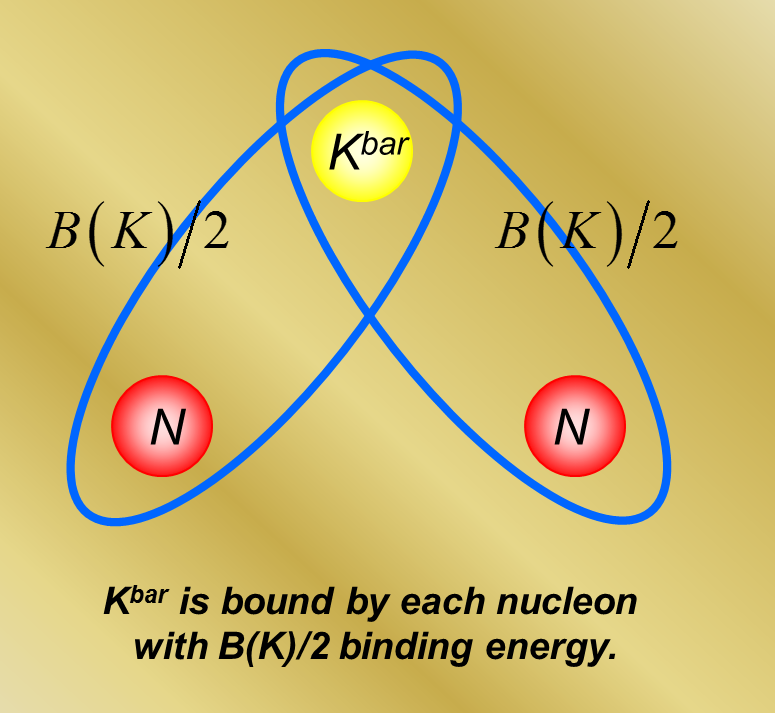 K^bar
B(K)/2 B(K)/2
N N
K^bar is bound by each nucleon
with B(K)/2 binding energy.